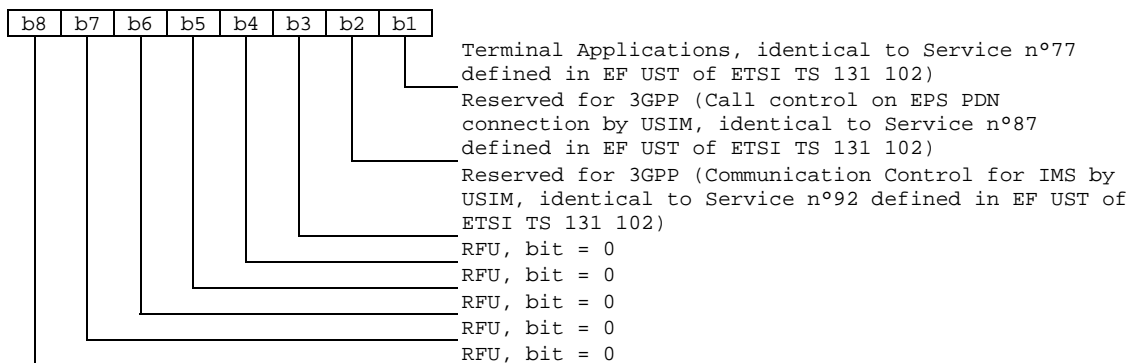 b8 b7 b6 b5 b4 b3 b2 b1
Terminal Applications, identical to Service n°77
defined in EF UST of ETSI TS 131 102)
Reserved for 3GPP (Call control on EPS PDN
connection by USIM, identical to Service n°87
defined in EF UST of ETSI TS 131 102)
Reserved for 3GPP (Communication Control for IMS by
USIM, identical to Service n°92 defined in EF UST of
ETSI TS 131 102)
RFU, bit = 0
RFU, bit = 0
RFU, bit = 0
RFU, bit = 0
RFU, bit = 0